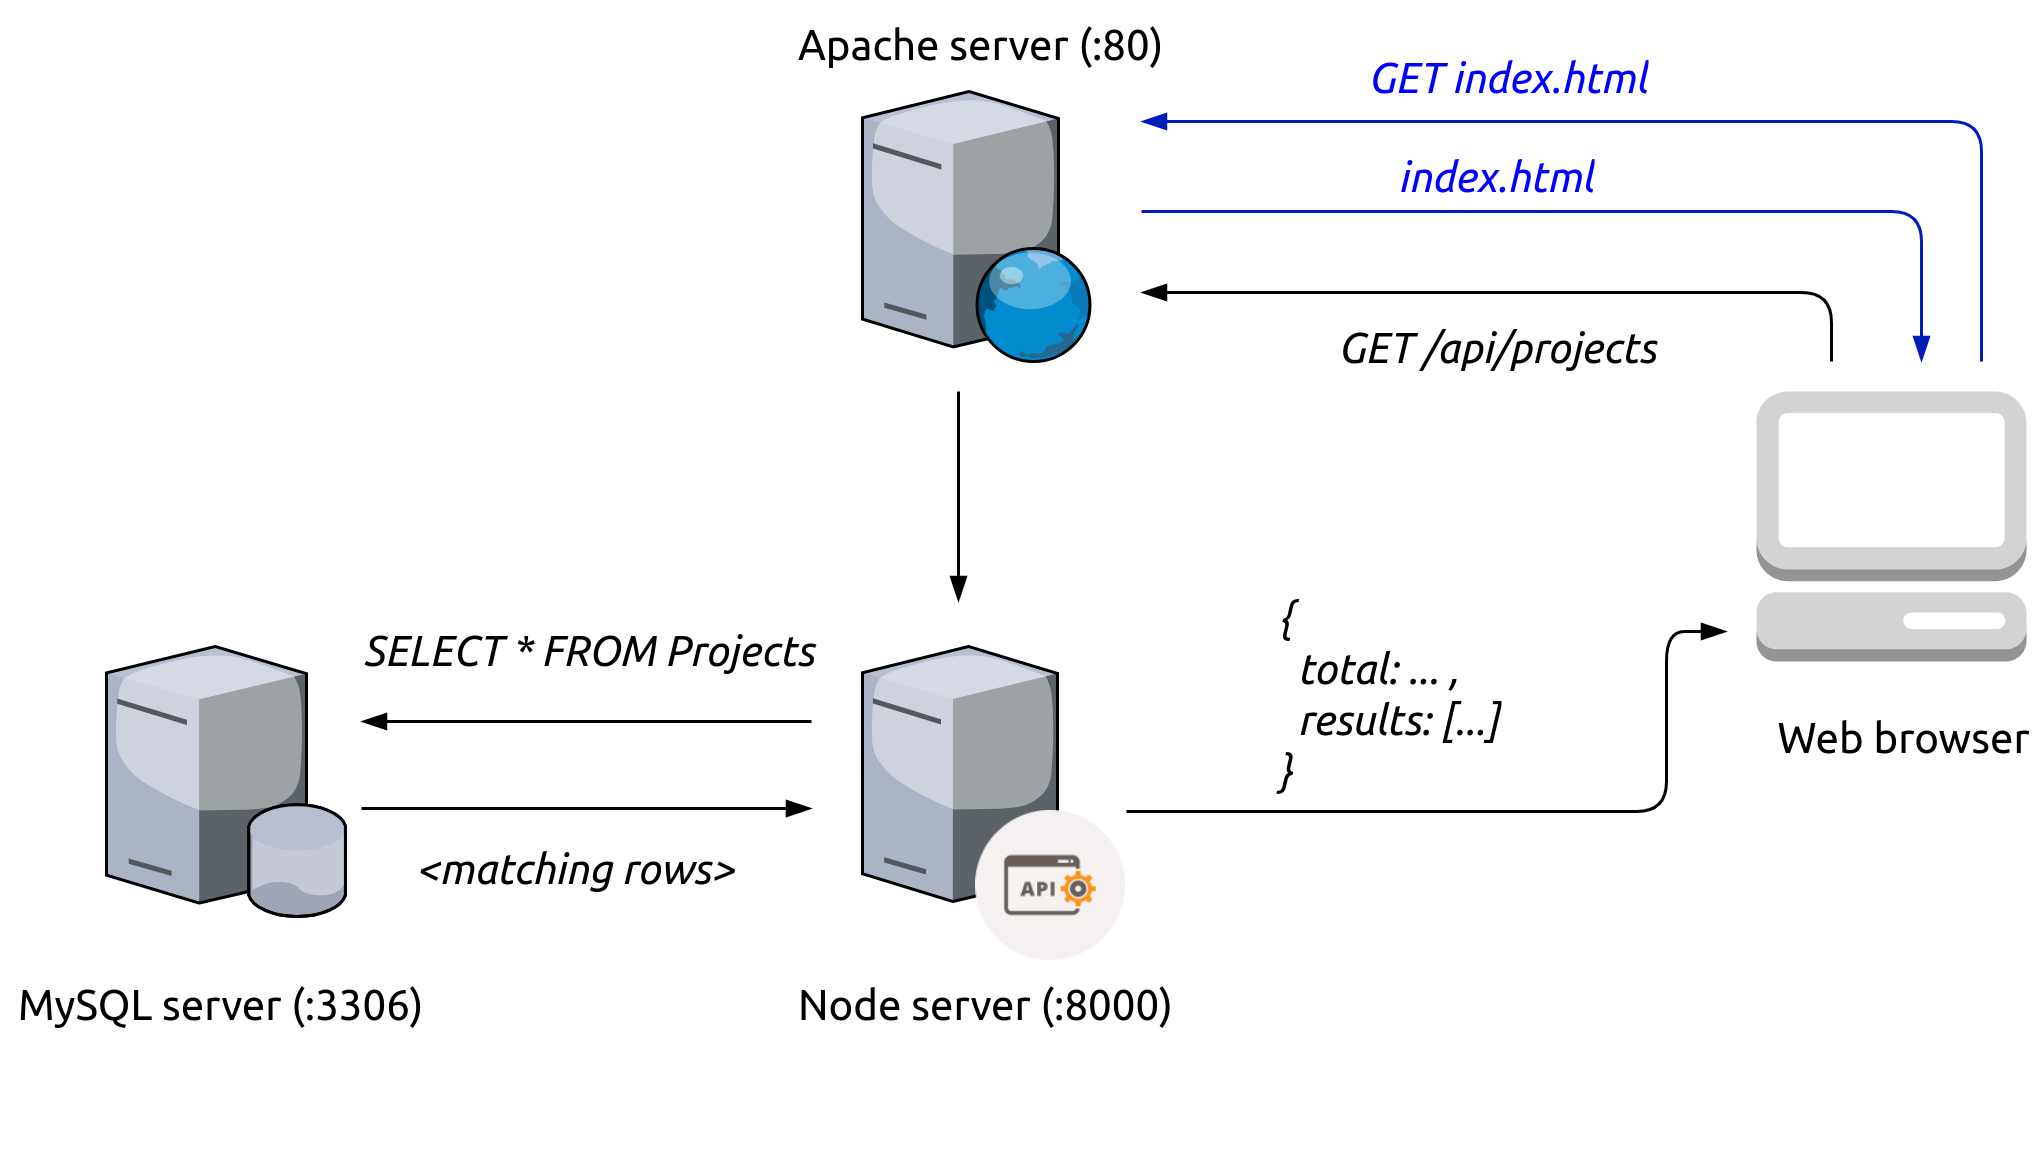 Apache server (:80)
GET index.html
index.html
GET /api/projects
SELECT * FROM Projects
<matching rows>
{
total: ... ,
results: [...]
}
Web browser
API
MySQL server (:3306)
Node server (:8000)